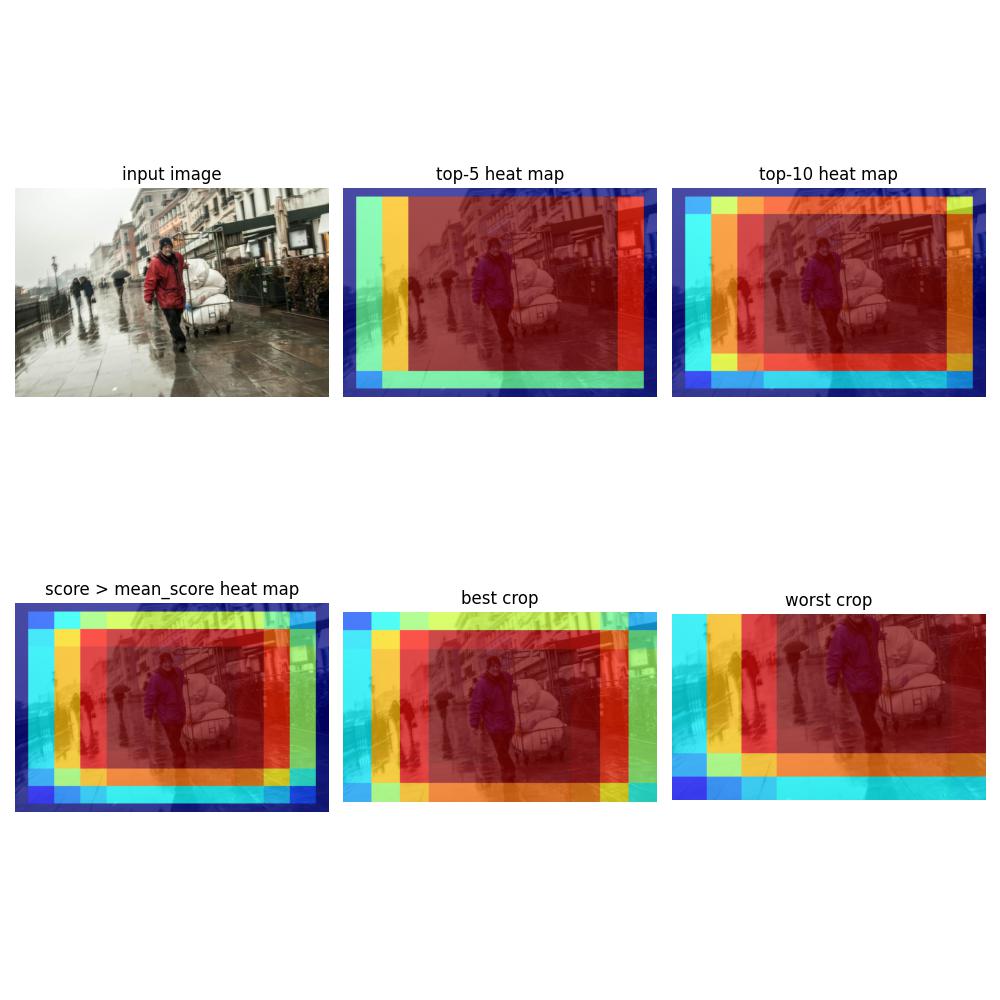 input image
top-5 heat map
top-10 heat map
score > mean_score heat map
best crop
worst crop